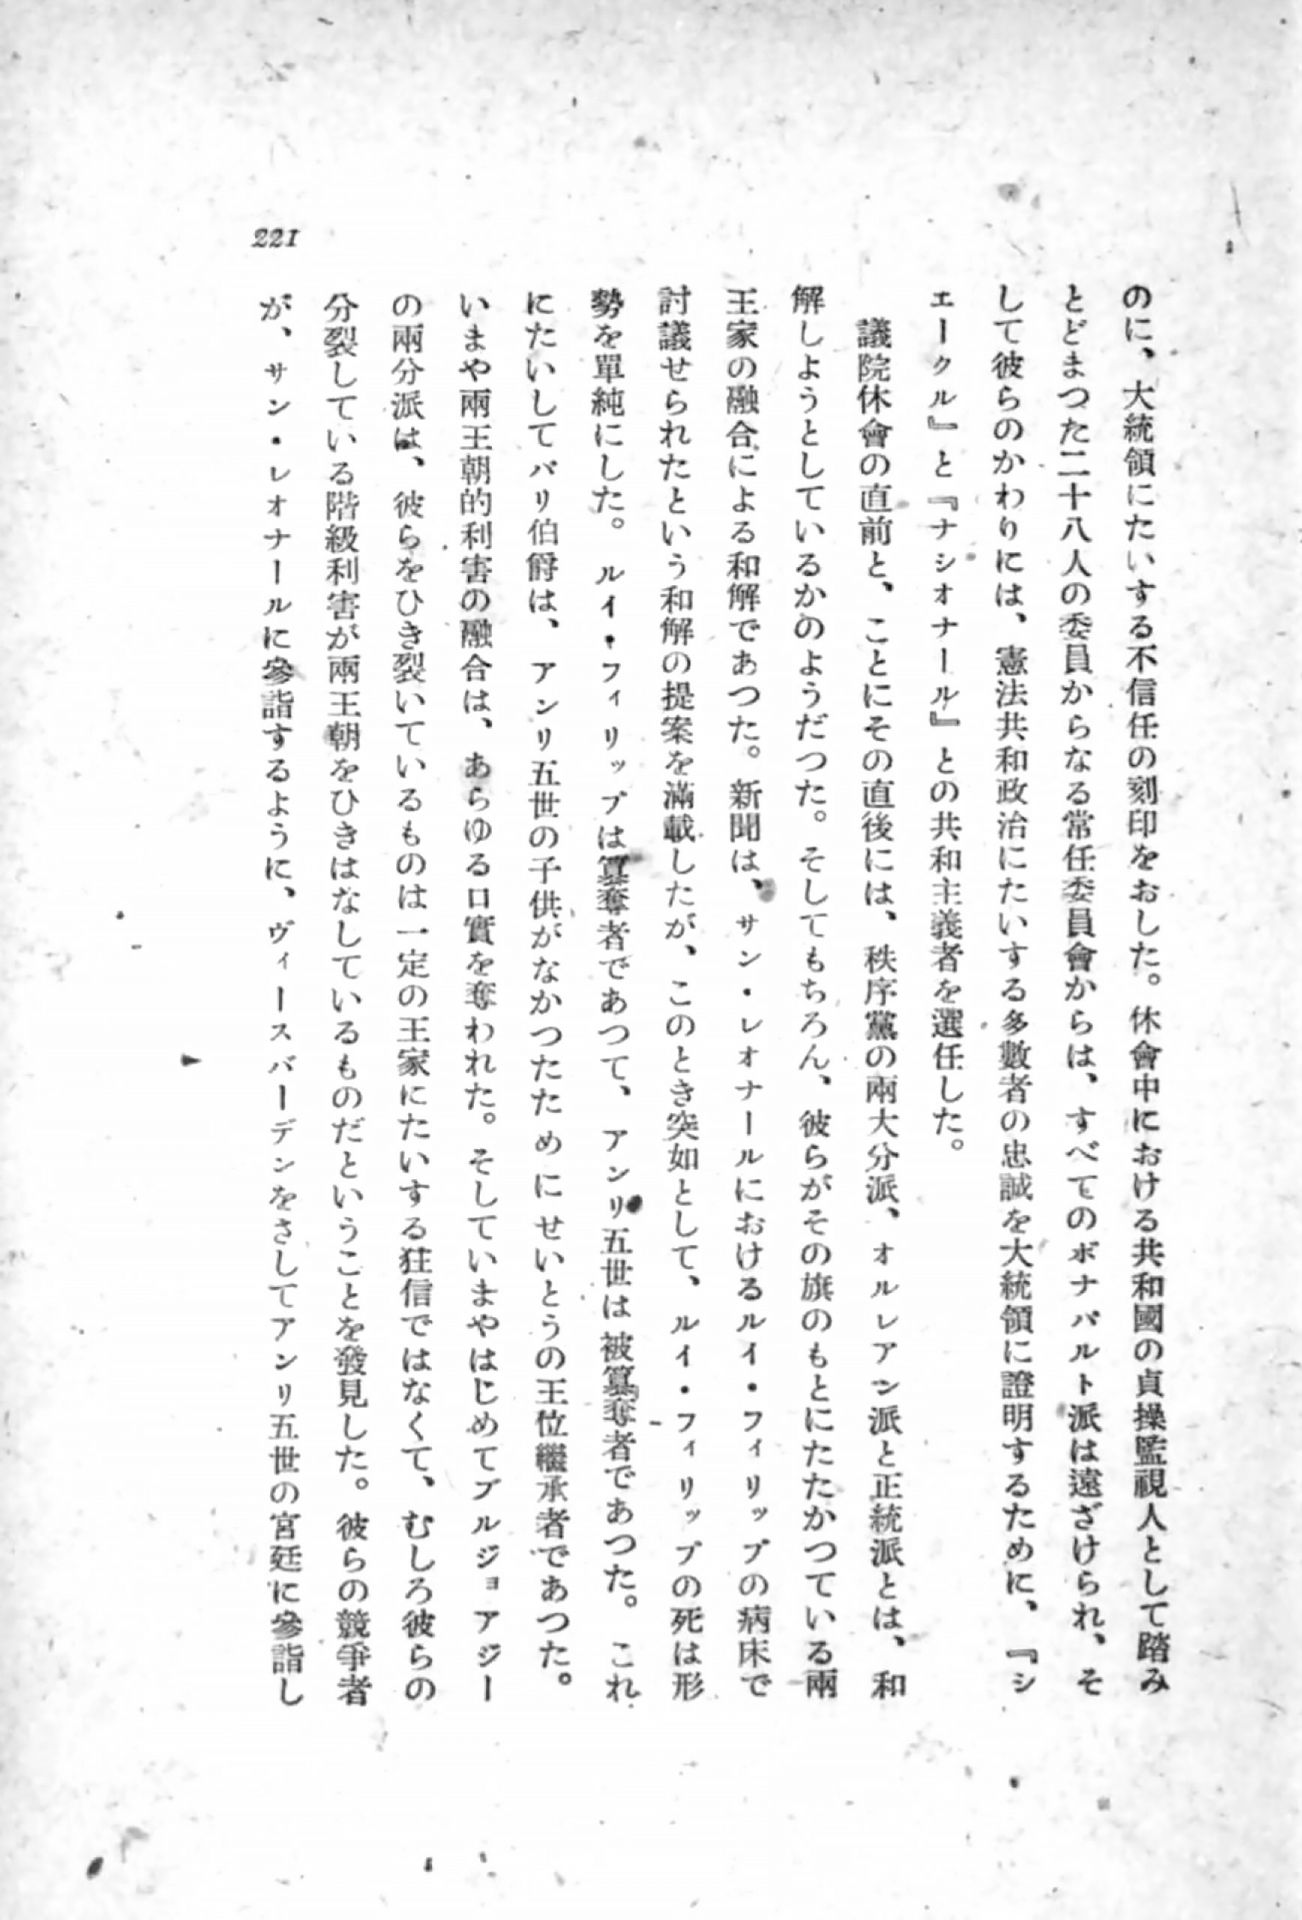 のに、大統領にたいする不信任の刻印をおした。休會中における共和國の貞操監視人として踏み
とどまつた二十八人の委員からなる常任委員會からは、すべてのボナパルト派は遠ざけられ、そ
して彼らのかわりには、憲法共和政治にたいする多數者の忠誠を大統領に證明するために、『シ
エークル』と『ナシオナール』との共和主義者を選任した。
議院休會の直前と、ことにその直後には、秩序黨の兩大分派、オルレアン派と正統派とは、和
解しようとしているかのようだつた。そしてもちろん、彼らがその旗のもとにたたかつている兩
王家の融合による和解であつた。新聞は、サン・レオナールにおけるルイ・フィリップの病床で
討議せられたという和解の提案を滿載したが、このとき突如として、ルイ・フィリップの死は形
勢を單純にした。ルイ・フィリップは簒奪者であつて、アンリ五世は被簒奪者であつた。これ
にたいしてパリ伯爵は、アンリ五世の子供がなかつたためにせいとうの王位繼承者であつた。
いまや兩王朝的利害の融合は、あらゆる口實を奪われた。そしていまやはじめてブルジョアジー
の兩分派は、彼らをひき裂いているものは一定の王家にたいする狂信ではなくて、むしろ彼らの
分裂している階級利害が兩王朝をひきはなしているものだということを發見した。彼らの競爭者
が、サン・レオナールに參詣するように、ヴィースバーデンをさしてアンリ五世の宮廷に參詣し
221